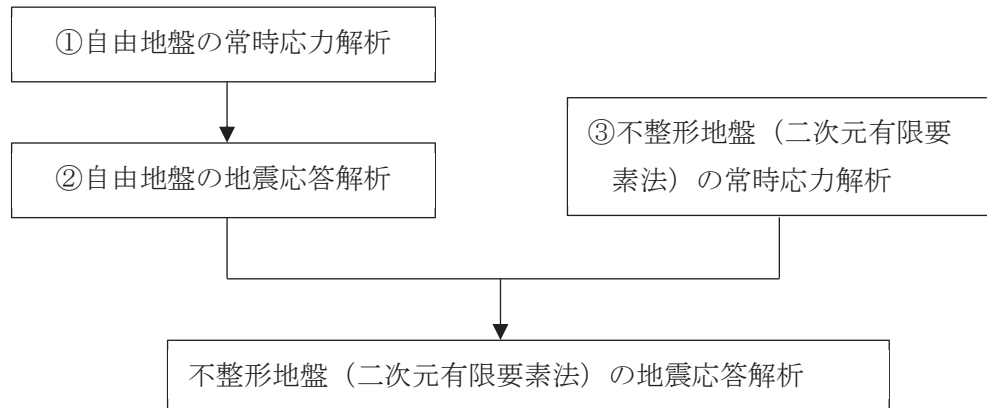 ①自由地盤の常時応力解析
②自由地盤の地震応答解析
③不整形地盤（二次元有限要
素法）の常時応力解析
不整形地盤（二次元有限要素法）の地震応答解析